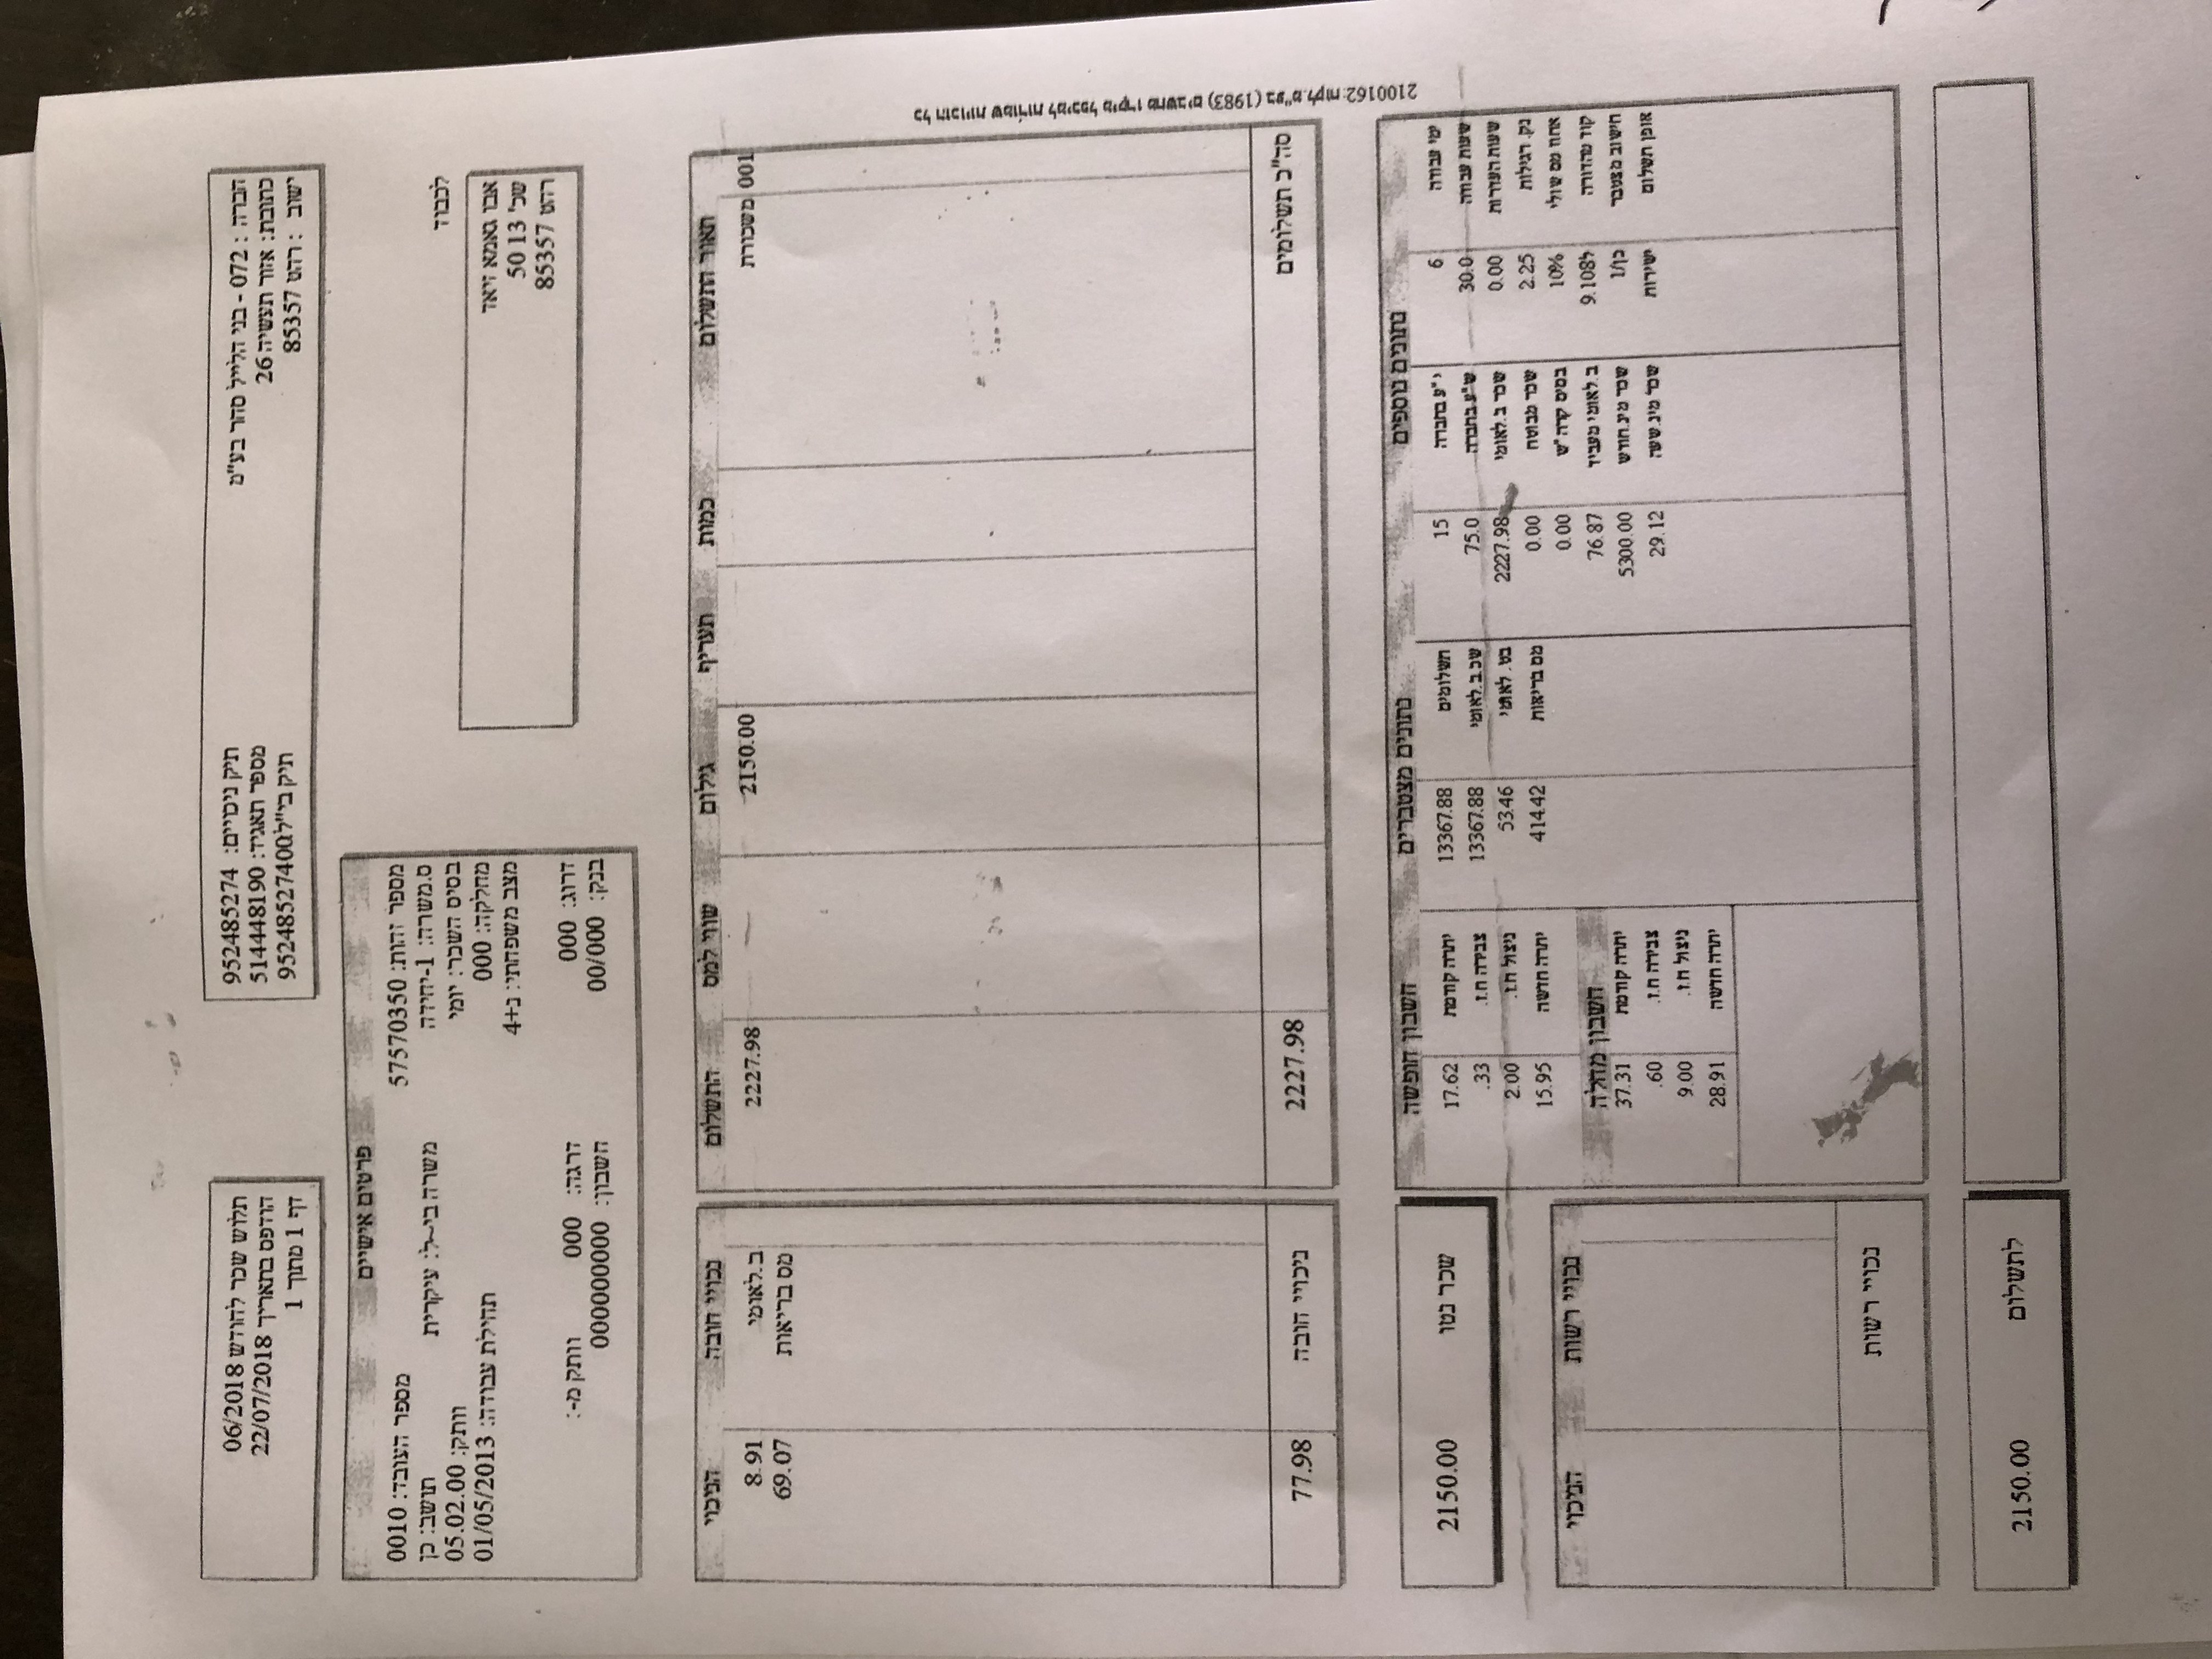 חברה : 072 - בני הלייל סהר בע"מ
כתובת: אזור תעשיה 26
ישוב : רהט 85357
תיק ניכויים: 952485274
מספר תאגיד: 514448190
תיק בי"ל:95248527400
תלוש שכר לחודש 06/2018
הודפס בתאריך 22/07/2018
דף 1 מתוך 1
פרטים אישיים
מספר זהות: 57570350 מספר העובד: 0010
ס.משרה: 1-יחידה משרה בי~ל: עיקרית תושב: כן
בסיס השכר: יומי וותק: 05.02.00
מחלקה: 000 תחילת עבודה: 01/05/2013
מצב משפחתי: נ+4
דרוג: 000 דרגה: 000 וותק מ-:
בנק: 00/000 חשבון: 000000000
לכבוד
אבו גאמא זיאד
שכ' 13 50
רהט 85357
תאור התשלום כמות תעריף גילום שווי למס התשלום
001 משכורת 2150.00 2227.98
סה"כ תשלומים 2227.98
נכויי חובה הניכוי
ב.לאומי 8.91
מס בריאות 69.07
ניכויי חובה 77.98
כל הזכויות שמורות למיכפל מיקרו מחשבים (1983) בע"מ.לקוח:2100162
נתונים נוספים
ימי עבודה 6 י"ע בחברה 15
שעות עבודה 30.0 ש"ע בחברה 75.0
שעות העדרות 0.00 שכר ב.לאומי 2227.98
נק. רגילות 2.25 שכר מבוטח 0.00
אחוז מס שולי 10% בסיס קרה"ש 0.00
קוד מהדורה 9.108ל ב.לאומי מעביד 76.87
חישוב מצטבר כן/1 שכר מינ.חודש 5300.00
אופן תשלום ישירות שכר מינ.שעה 29.12
נתונים מצטברים
תשלומים 13367.88
שכ.ב.לאומי 13367.88
בט. לאומי 53.46
מס בריאות 414.42
חשבון חופשה
יתרה קודמת 17.62
צבירה ח.ז. .33
ניצול ח.ז. 2.00
יתרה חדשה 15.95
חשבון מחלה
יתרה קודמת 37.31
צבירה ח.ז. .60
ניצול ח.ז. 9.00
יתרה חדשה 28.91
שכר נטו 2150.00
נכויי רשות הניכוי
נכויי רשות
לתשלום 2150.00